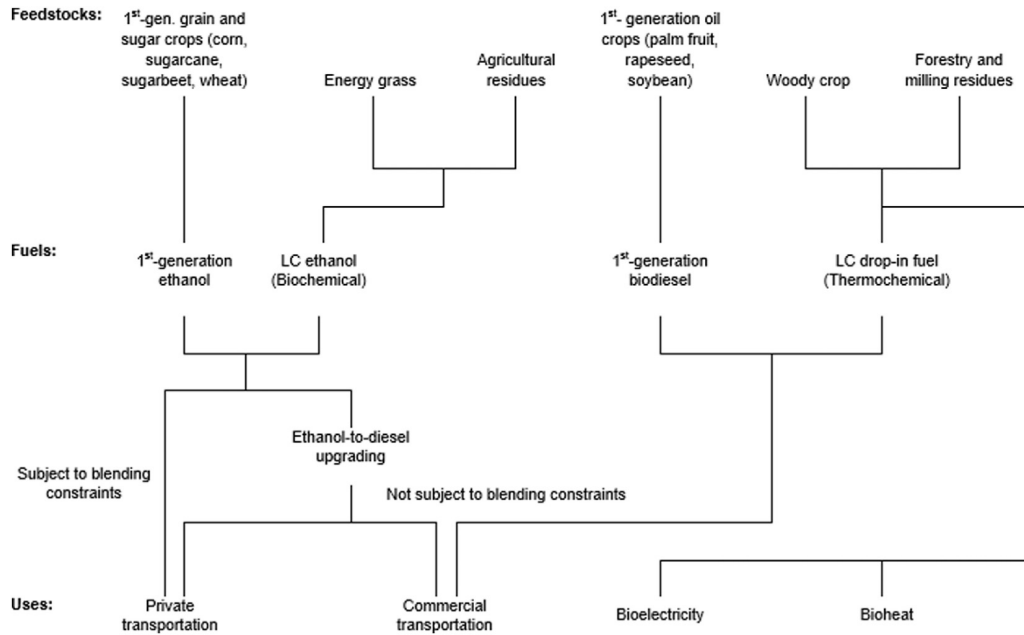 Feedstocks:
1st-gen. grain and
sugar crops (corn,
sugarcane,
sugarbeet, wheat)
Energy grass
Agricultural
residues
1st- generation oil
crops (palm fruit,
rapeseed,
soybean)
Woody crop
Forestry and
milling residues
Fuels:
1st-generation
ethanol
LC ethanol
(Biochemical)
1st-generation
biodiesel
LC drop-in fuel
(Thermochemical)
Ethanol-to-diesel
upgrading
Subject to blending
constraints
Not subject to blending constraints
Uses:
Private
transportation
Commercial
transportation
Bioelectricity
Bioheat